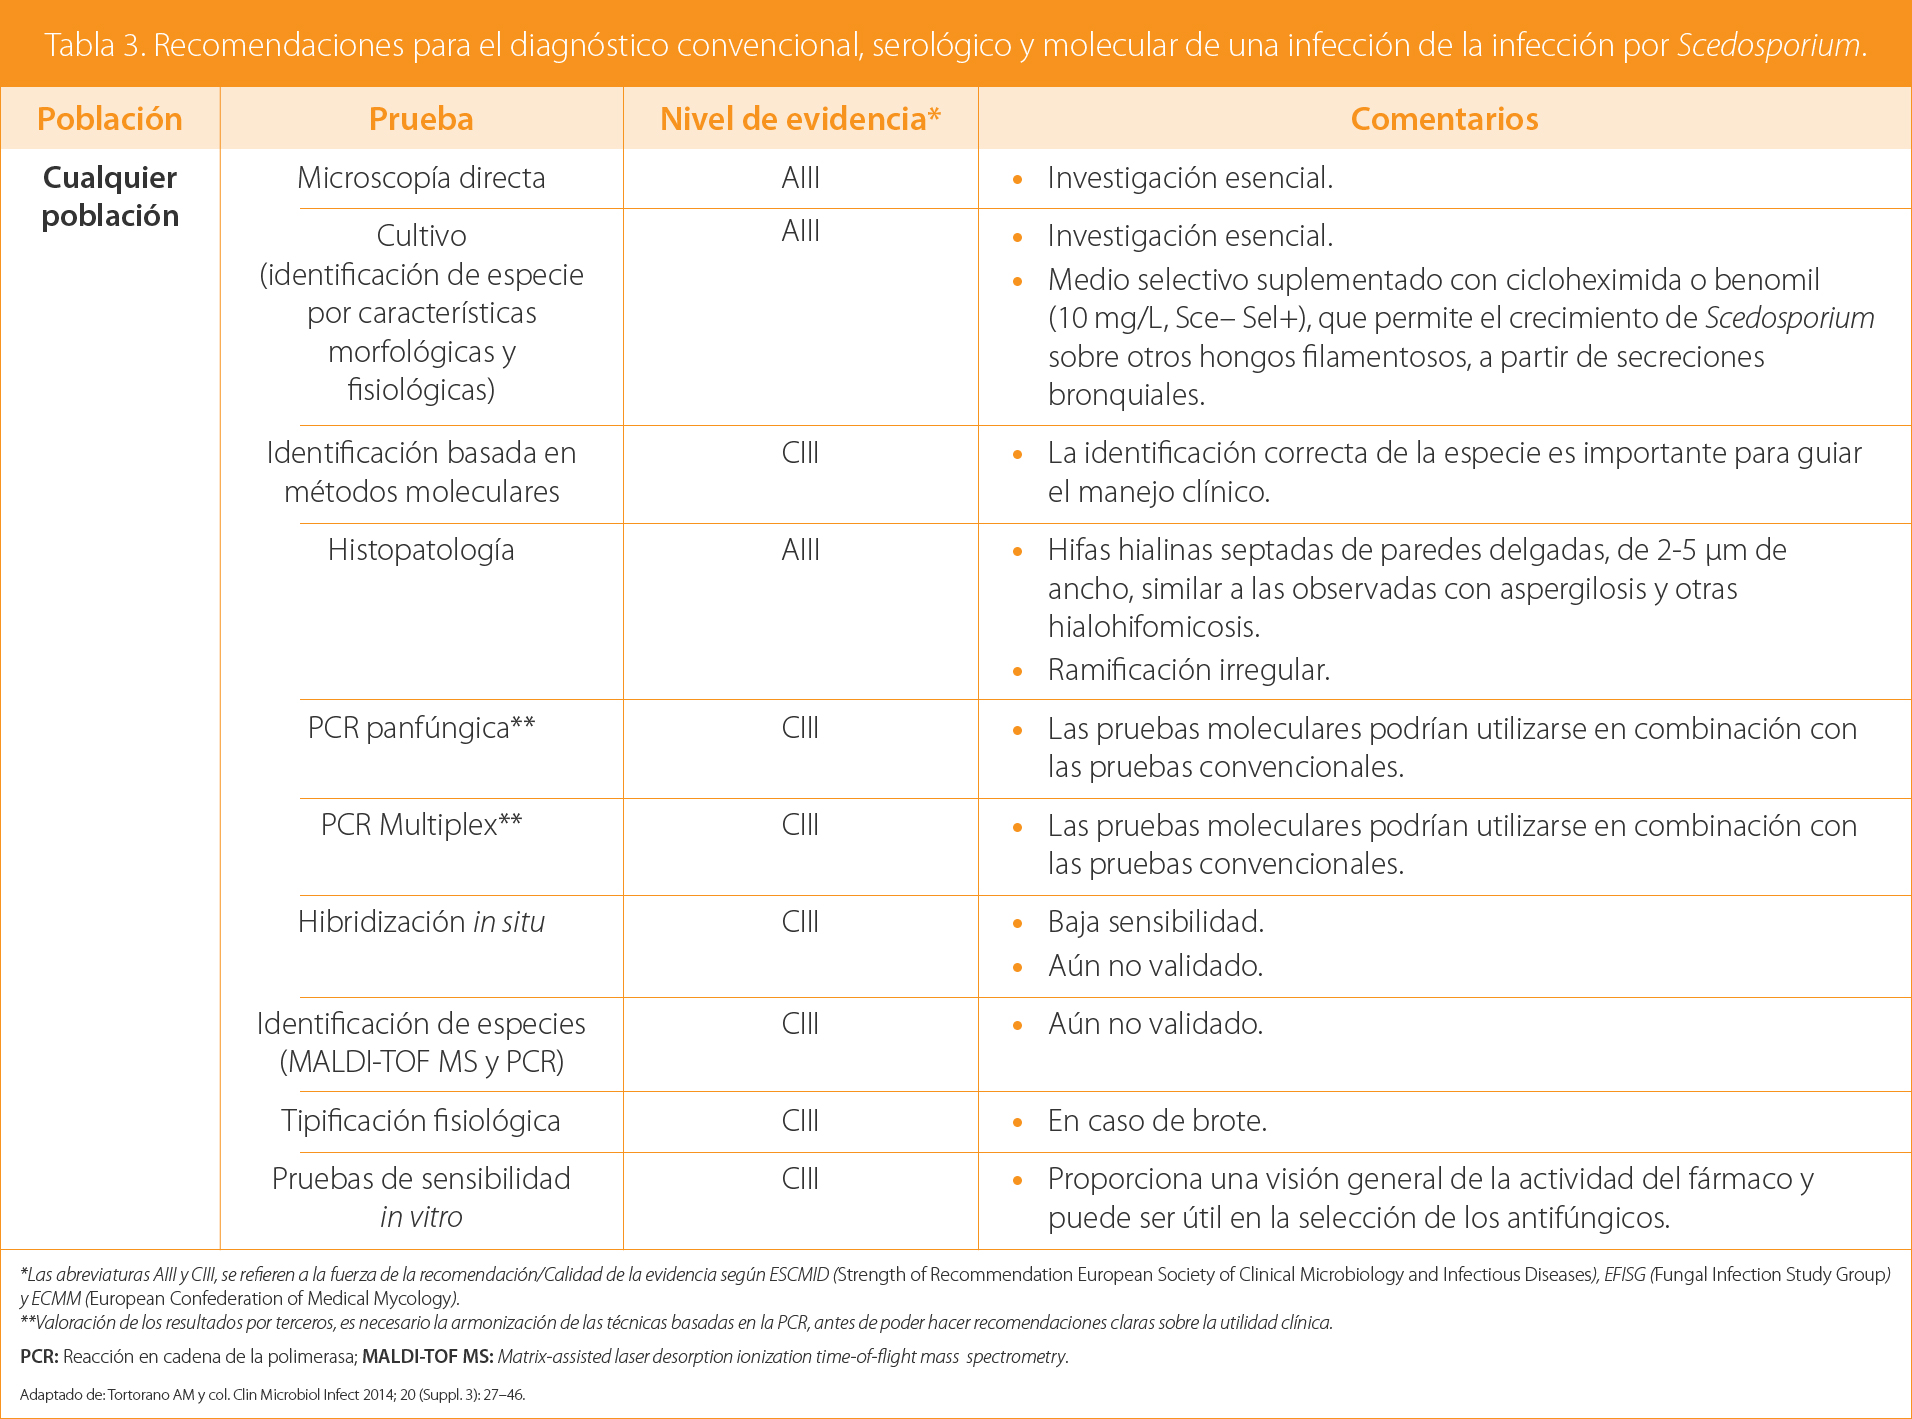 Tabla 3. Recomendaciones para el diagnóstico convencional, serológico y molecular de una infección de la infección por Scedosporium.
Población
Prueba
Nivel de evidencia*
Comentarios
Cualquier
población
Microscopía directa
AIII
• Investigación esencial.
Cultivo
(identificación de especie
por características
morfológicas y
fisiológicas)
AIII
• Investigación esencial.
• Medio selectivo suplementado con cicloheximida o benomil
(10 mg/L, Sce– Sel+), que permite el crecimiento de Scedosporium
sobre otros hongos filamentosos, a partir de secreciones
bronquiales.
Identificación basada en
métodos moleculares
CIII
• La identificación correcta de la especie es importante para guiar
el manejo clínico.
Histopatología
AIII
• Hifas hialinas septadas de paredes delgadas, de 2-5 µm de
ancho, similar a las observadas con aspergilosis y otras
hialohifomicosis.
• Ramificación irregular.
PCR panfúngica**
CIII
• Las pruebas moleculares podrían utilizarse en combinación con
las pruebas convencionales.
PCR Multiplex**
CIII
• Las pruebas moleculares podrían utilizarse en combinación con
las pruebas convencionales.
Hibridización in situ
CIII
• Baja sensibilidad.
• Aún no validado.
Identificación de especies
(MALDI-TOF MS y PCR)
CIII
• Aún no validado.
Tipificación fisiológica
CIII
• En caso de brote.
Pruebas de sensibilidad
in vitro
CIII
• Proporciona una visión general de la actividad del fármaco y
puede ser útil en la selección de los antifúngicos.
*Las abreviaturas AIII y CIII, se refieren a la fuerza de la recomendación/Calidad de la evidencia según ESCMID (Strength of Recommendation European Society of Clinical Microbiology and Infectious Diseases), EFISG (Fungal Infection Study Group)
y ECMM (European Confederation of Medical Mycology).
**Valoración de los resultados por terceros, es necesario la armonización de las técnicas basadas en la PCR, antes de poder hacer recomendaciones claras sobre la utilidad clínica.
PCR: Reacción en cadena de la polimerasa; MALDI-TOF MS: Matrix-assisted laser desorption ionization time-of-flight mass spectrometry.
Adaptado de: Tortorano AM y col. Clin Microbiol Infect 2014; 20 (Suppl. 3): 27–46.